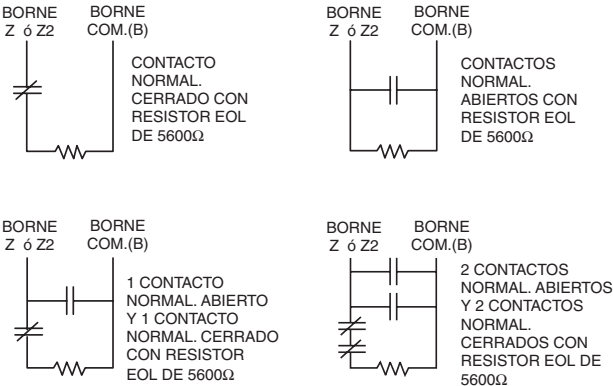 BORNE BORNE
Z ó Z2 COM.(B)
CONTACTO
NORMAL.
CERRADO CON
RESISTOR EOL
DE 5600Ω
BORNE BORNE
Z ó Z2 COM.(B)
CONTACTOS
NORMAL.
ABIERTOS CON
RESISTOR EOL
DE 5600Ω
BORNE BORNE
Z ó Z2 COM.(B)
1 CONTACTO
NORMAL. ABIERTO
Y 1 CONTACTO
NORMAL. CERRADO
CON RESISTOR
EOL DE 5600Ω
BORNE BORNE
Z ó Z2 COM.(B)
2 CONTACTOS
NORMAL. ABIERTOS
Y 2 CONTACTOS
NORMAL.
CERRADOS CON
RESISTOR EOL DE
5600Ω